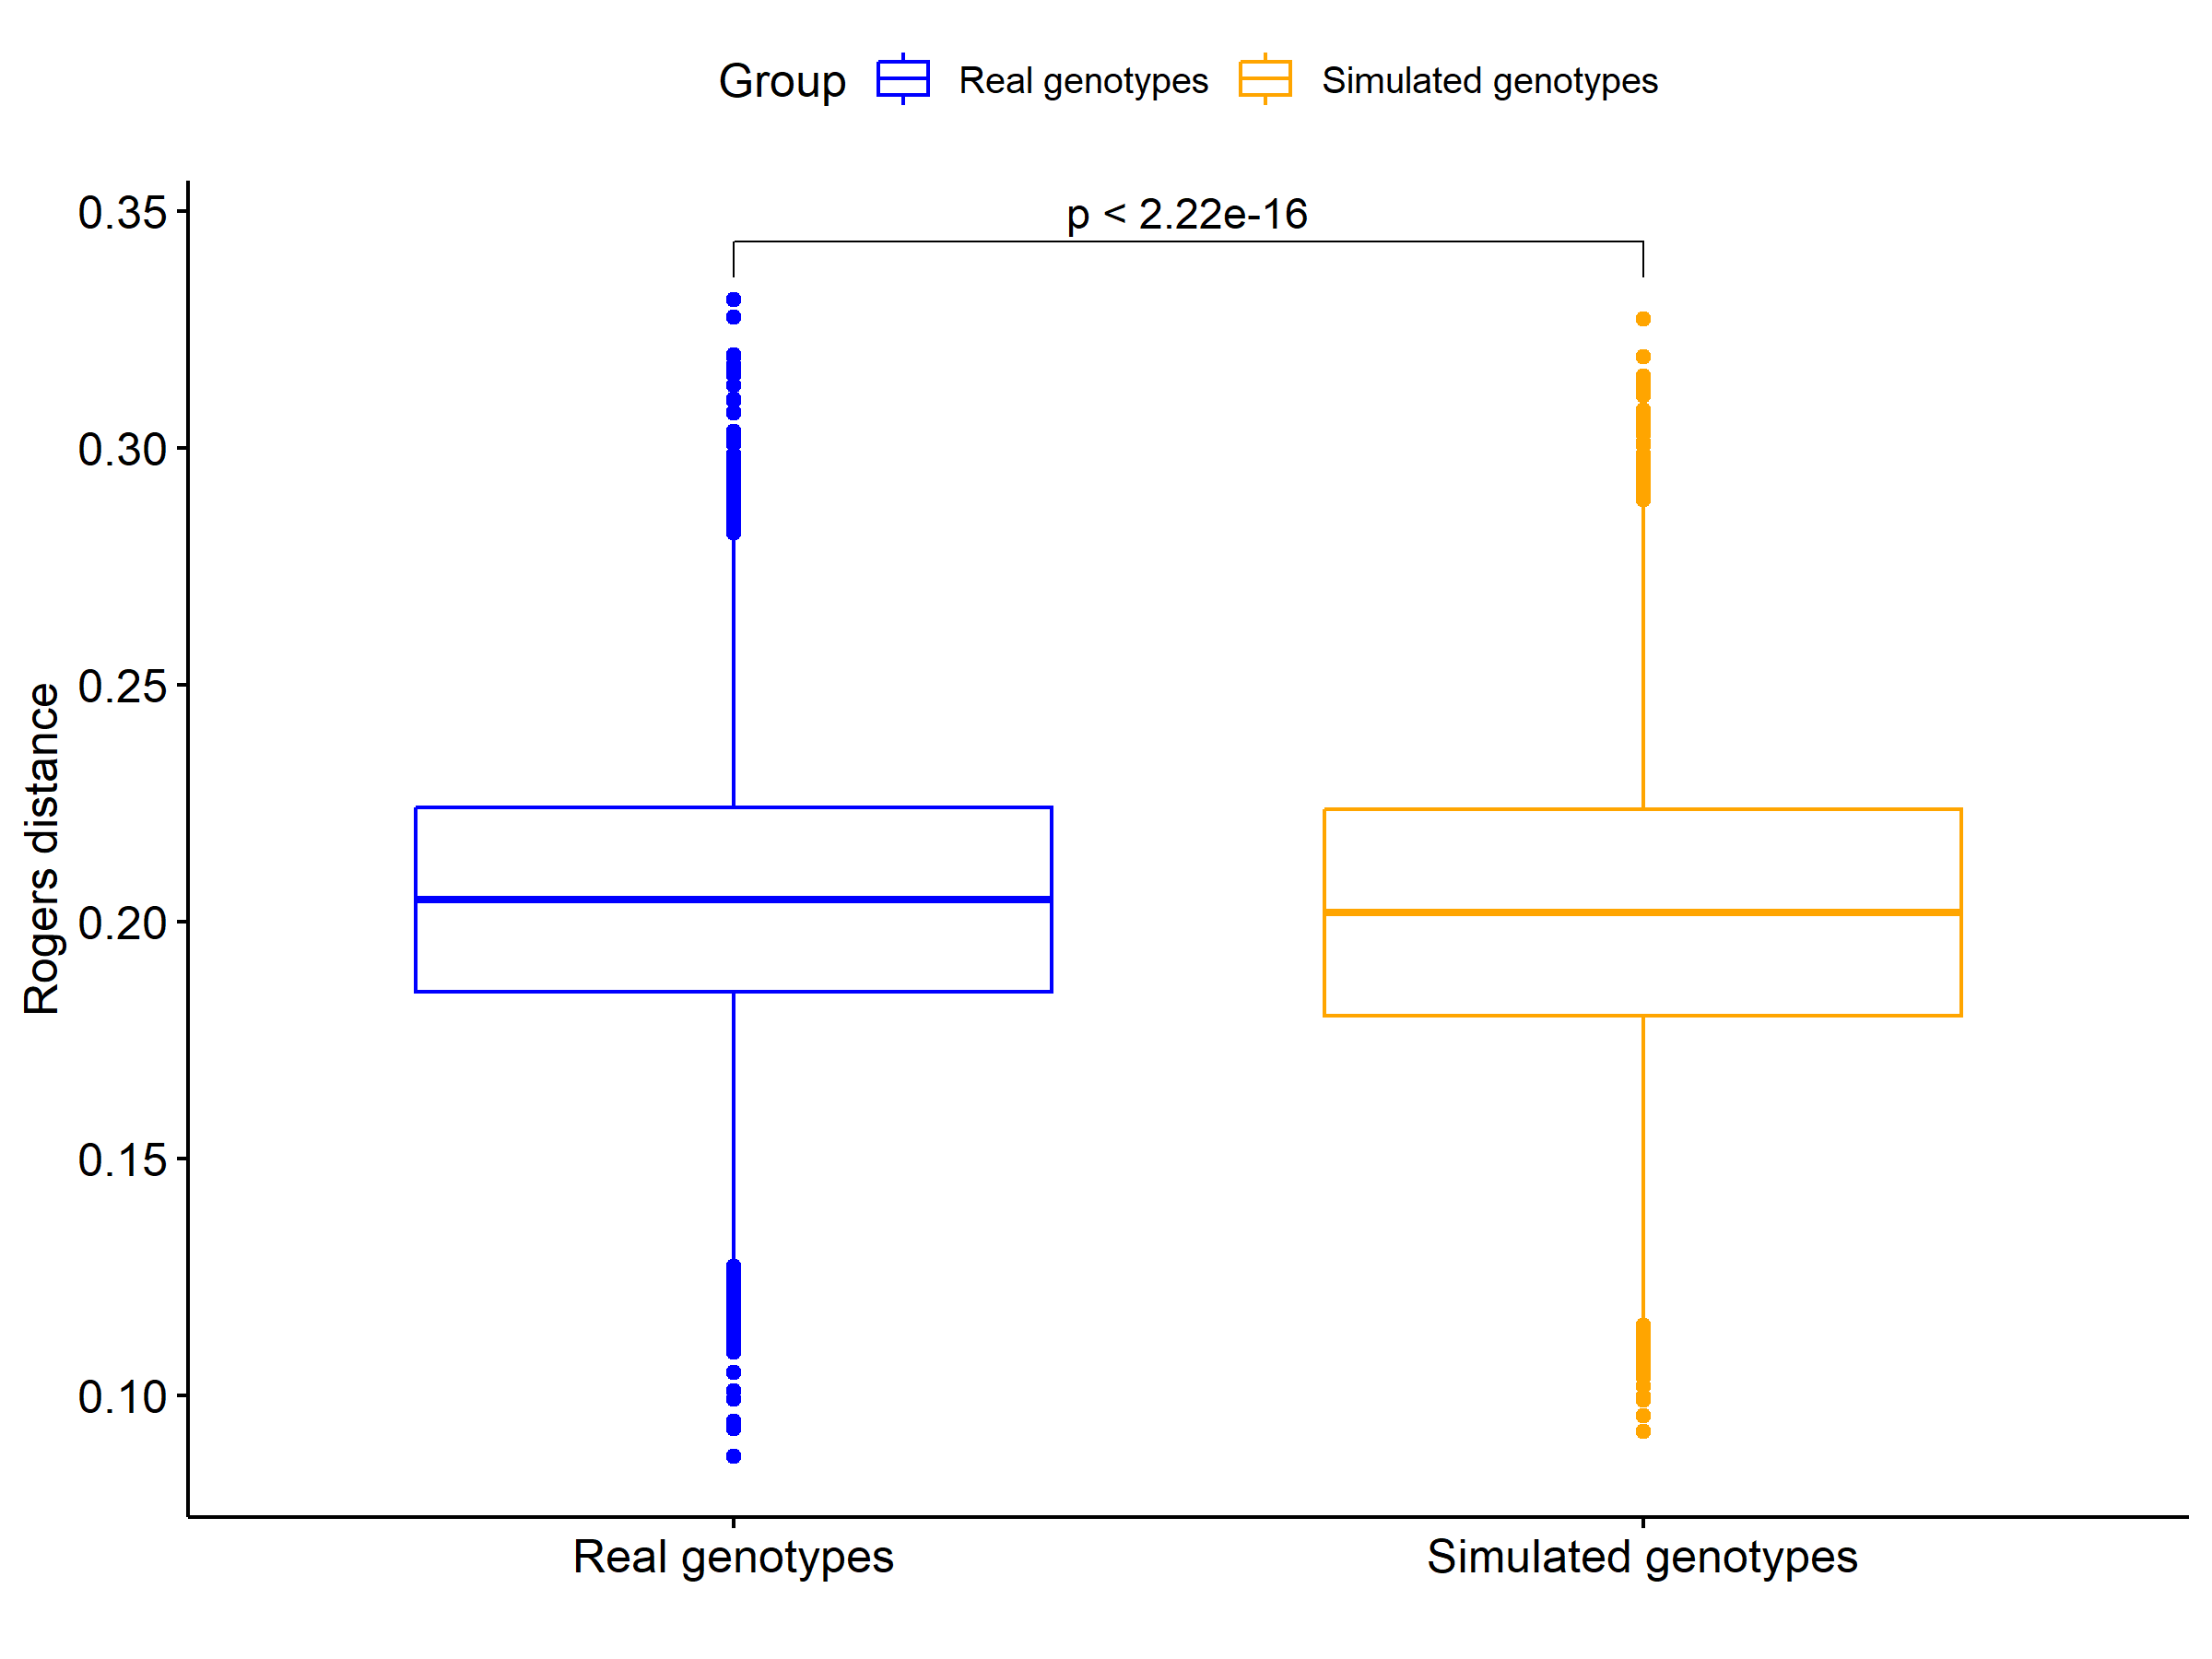 Group Real genotypes Simulated genotypes
p < 2.22e-16
0.35
0.30
0.25
0.20
0.15
0.10
Rogers distance
Real genotypes Simulated genotypes